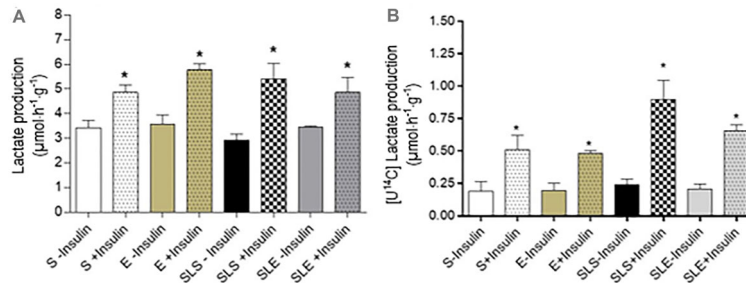 A
Lactate production
(µmol·h⁻¹·g⁻¹)
8
7
6
5
4
3
2
1
0
*
*
*
*
S -Insulin
S +Insulin
E -Insulin
E +Insulin
SLS - Insulin
SLS +Insulin
SLE -Insulin
SLE +Insulin
B
[U¹⁴C] Lactate production
(µmol·h⁻¹·g⁻¹)
1.50
1.25
1.00
0.75
0.50
0.25
0.00
*
*
*
*
S-Insulin
S+Insulin
E-Insulin
E+Insulin
SLS-Insulin
SLS+Insulin
SLE-Insulin
SLE+Insulin